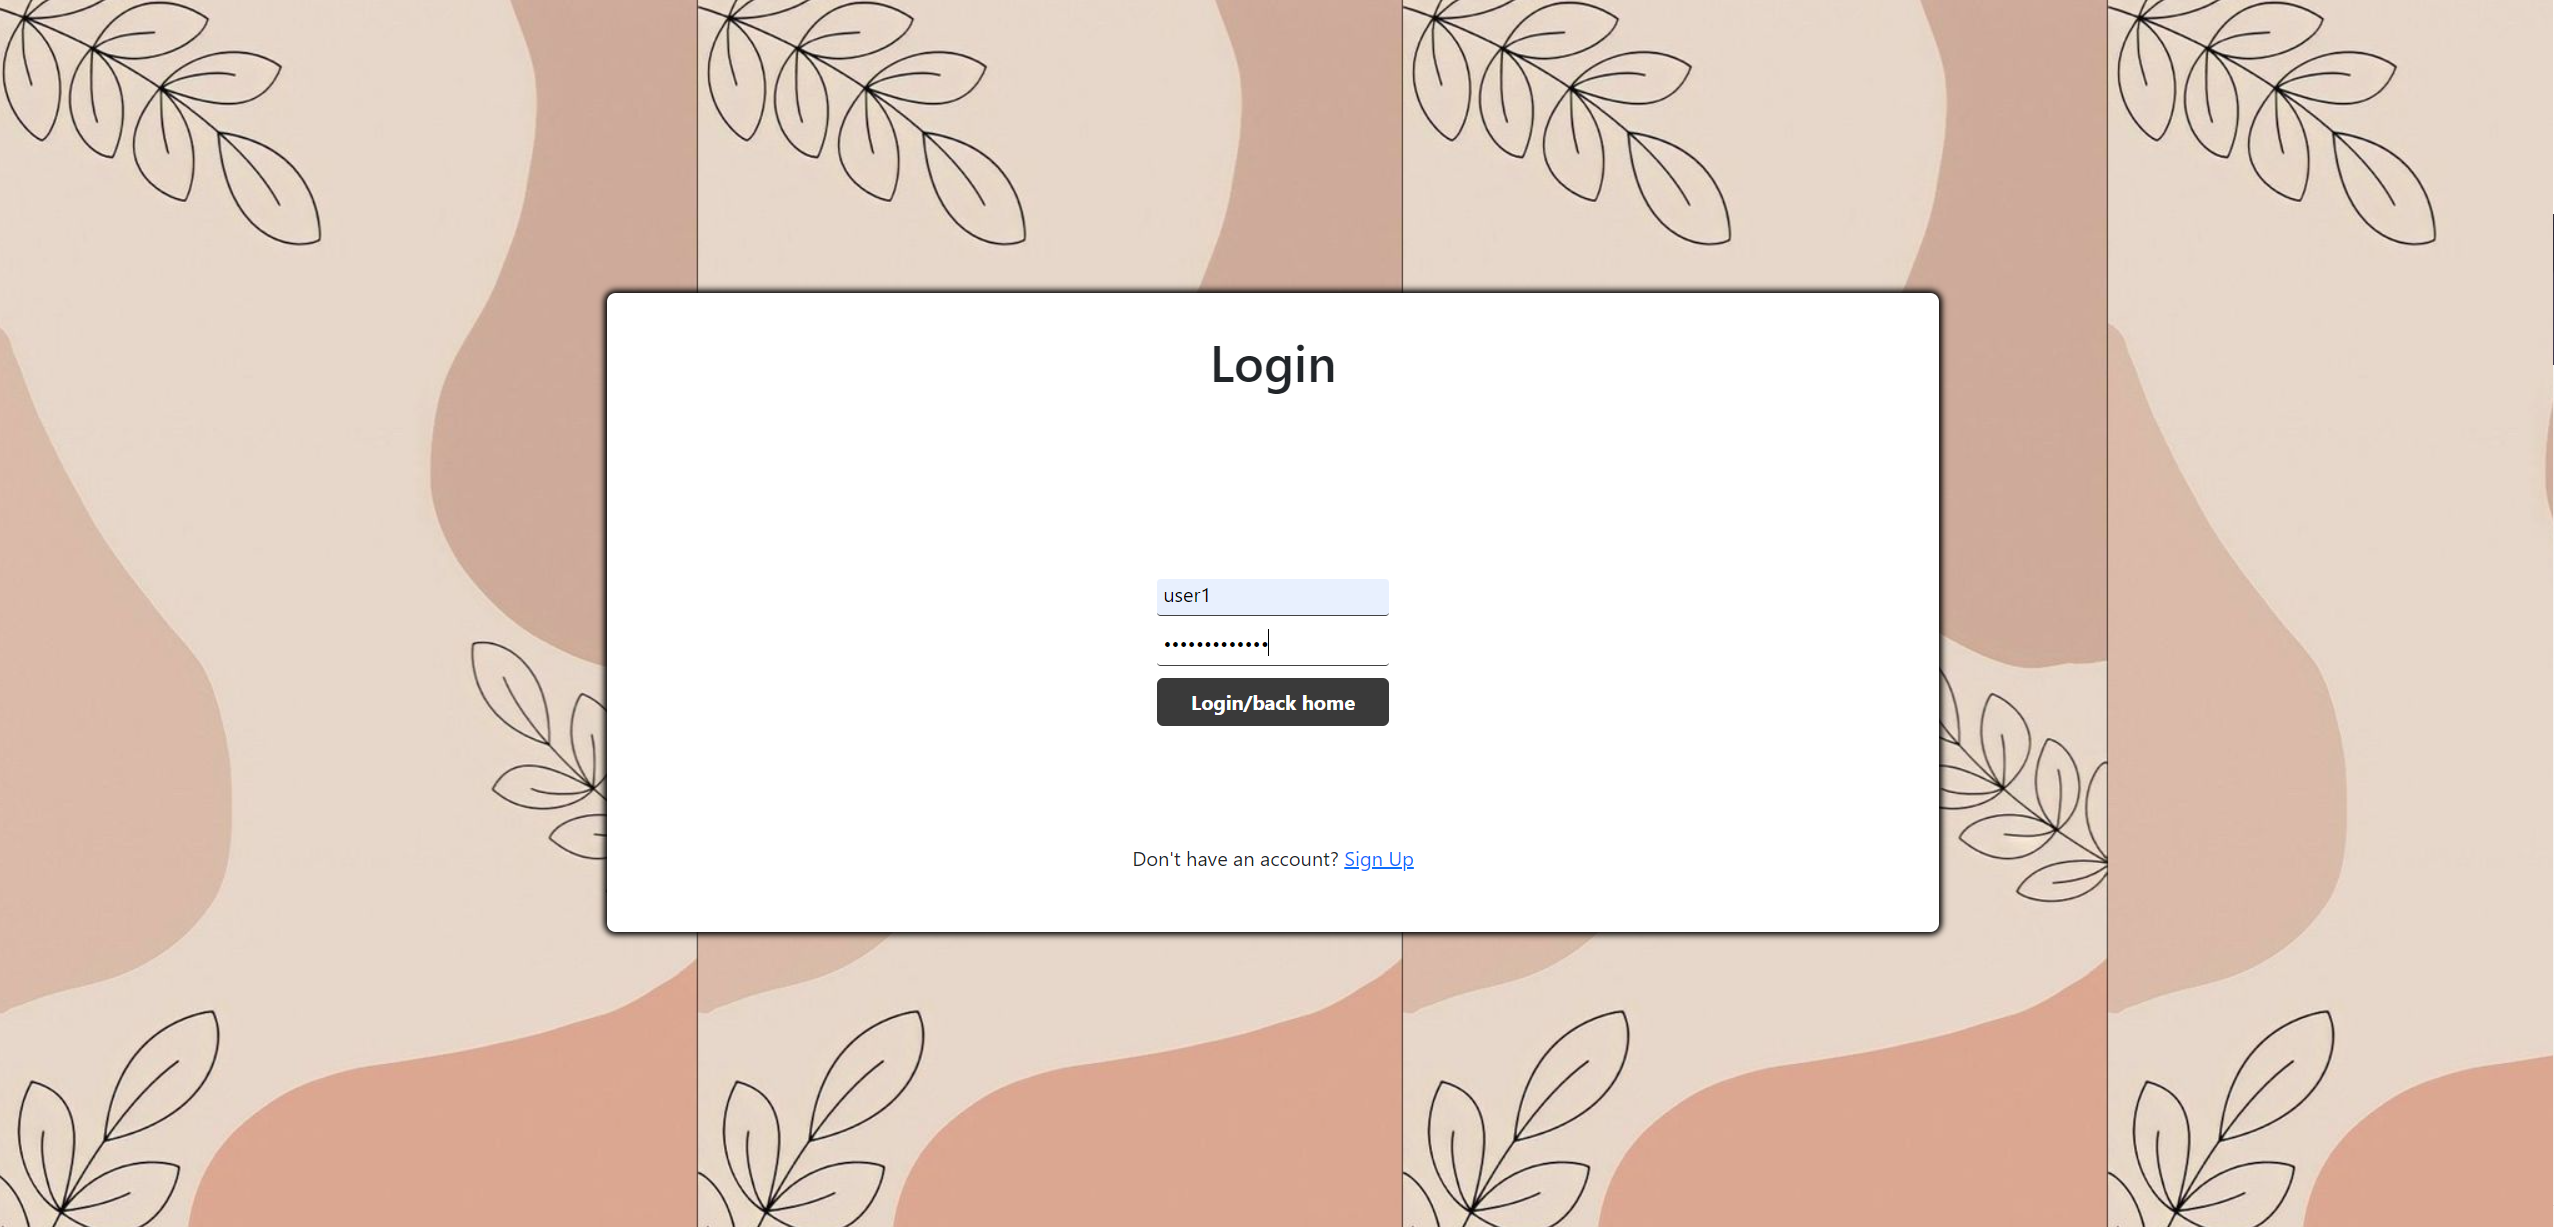 Login
user1
•••••••••••••
Login/back home
Don't have an account? Sign Up